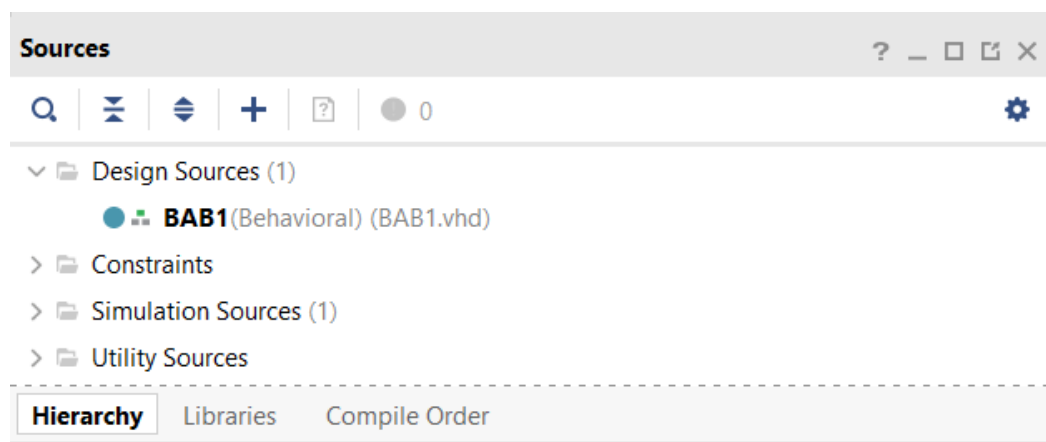 Sources
? 0
Design Sources (1)
BAB1(Behavioral) (BAB1.vhd)
Constraints
Simulation Sources (1)
Utility Sources
Hierarchy Libraries Compile Order